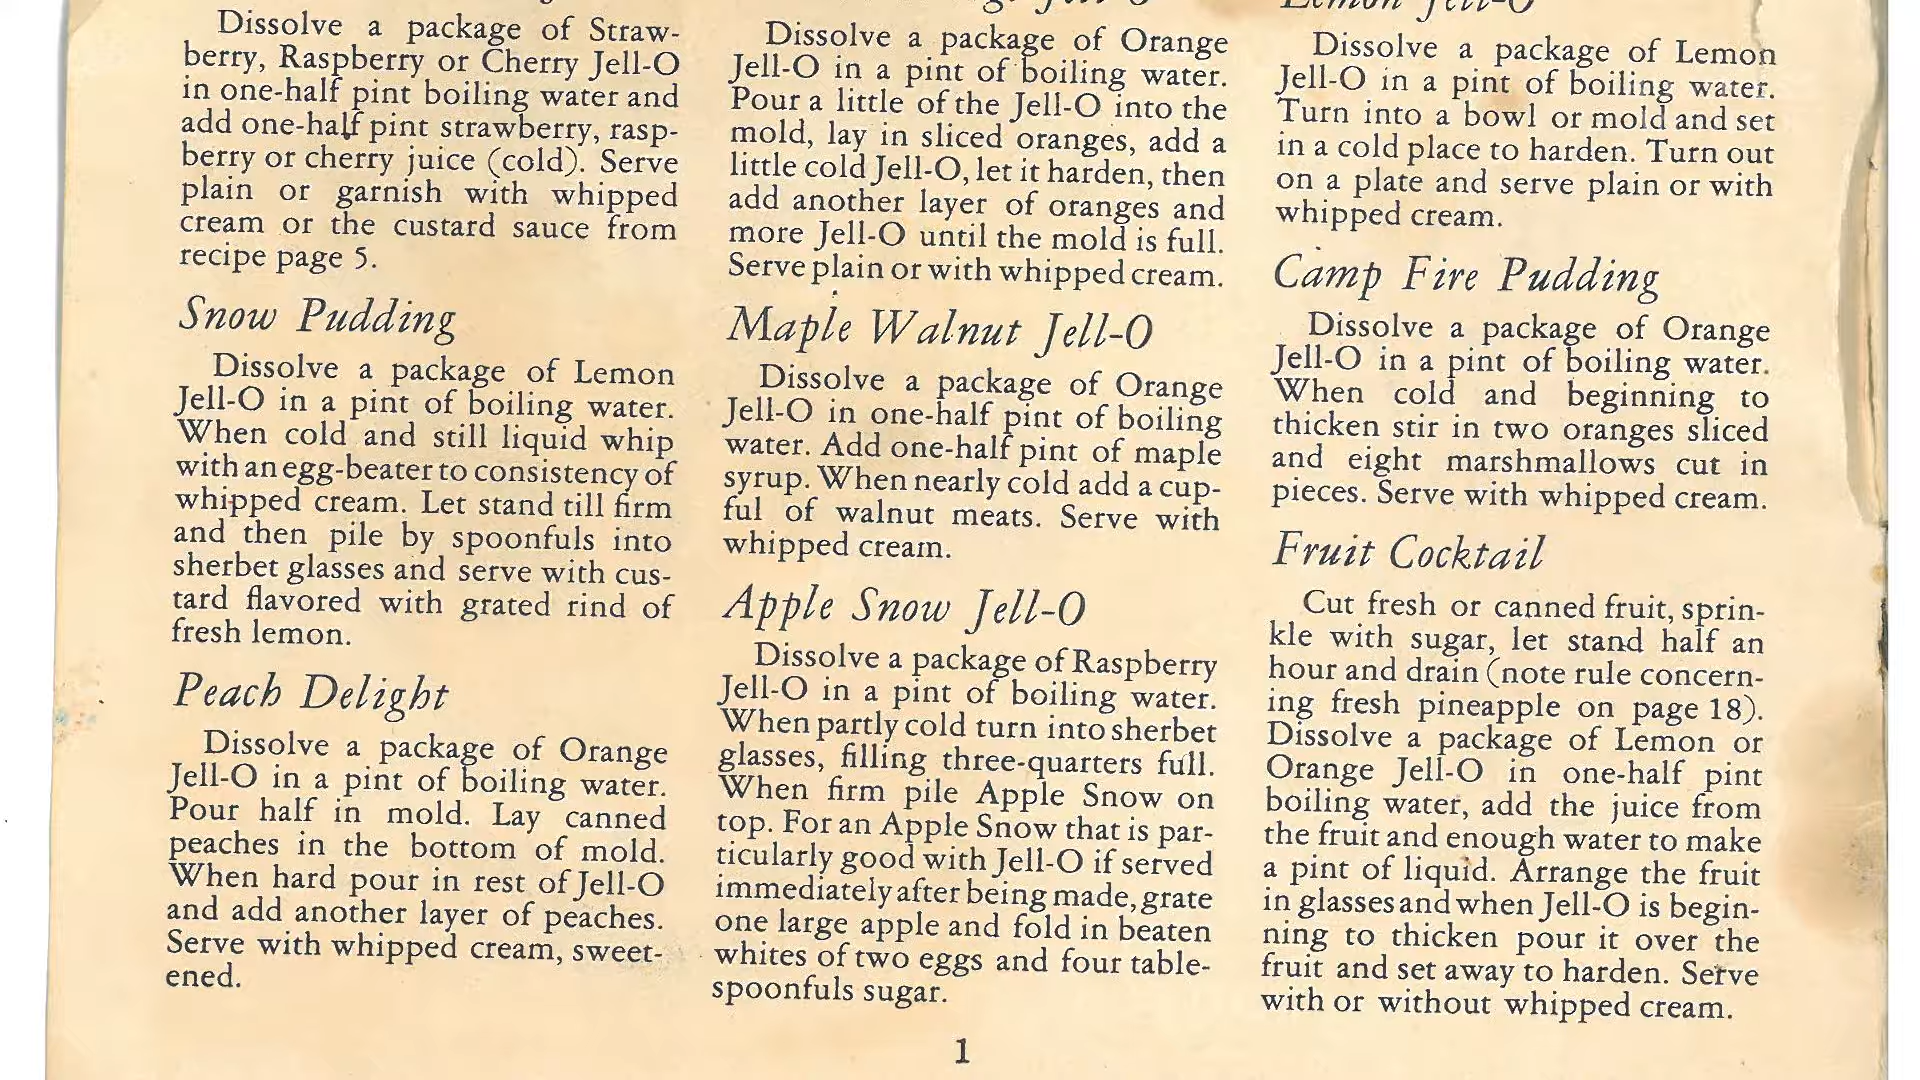 Dissolve a package of Straw-
berry, Raspberry or Cherry Jell-O
in one-half pint boiling water and
add one-half pint strawberry, rasp-
berry or cherry juice (cold). Serve
plain or garnish with whipped
cream or the custard sauce from
recipe page 5.
Snow Pudding
Dissolve a package of Lemon
Jell-O in a pint of boiling water.
When cold and still liquid whip
with an egg-beater to consistency of
whipped cream. Let stand till firm
and then pile by spoonfuls into
sherbet glasses and serve with cus-
tard flavored with grated rind of
fresh lemon.
Peach Delight
Dissolve a package of Orange
Jell-O in a pint of boiling water.
Pour half in mold. Lay canned
peaches in the bottom of mold.
When hard pour in rest of Jell-O
and add another layer of peaches.
Serve with whipped cream, sweet-
ened.
Jell-O
Dissolve a package of Orange
Jell-O in a pint of boiling water.
Pour a little of the Jell-O into the
mold, lay in sliced oranges, add a
little cold Jell-O, let it harden, then
add another layer of oranges and
more Jell-O until the mold is full.
Serve plain or with whipped cream.
Maple Walnut Jell-O
Dissolve a package of Orange
Jell-O in one-half pint of boiling
water. Add one-half pint of maple
syrup. When nearly cold add a cup-
ful of walnut meats. Serve with
whipped cream.
Apple Snow Jell-O
Dissolve a package of Raspberry
Jell-O in a pint of boiling water.
When partly cold turn into sherbet
glasses, filling three-quarters full.
When firm pile Apple Snow on
top. For an Apple Snow that is par-
ticularly good with Jell-O if served
immediately after being made, grate
one large apple and fold in beaten
whites of two eggs and four table-
spoonfuls sugar.
Lemon Jell-O
Dissolve a package of Lemon
Jell-O in a pint of boiling water.
Turn into a bowl or mold and set
in a cold place to harden. Turn out
on a plate and serve plain or with
whipped cream.
Camp Fire Pudding
Dissolve a package of Orange
Jell-O in a pint of boiling water.
When cold and beginning to
thicken stir in two oranges sliced
and eight marshmallows cut in
pieces. Serve with whipped cream.
Fruit Cocktail
Cut fresh or canned fruit, sprin-
kle with sugar, let stand half an
hour and drain (note rule concern-
ing fresh pineapple on page 18).
Dissolve a package of Lemon or
Orange Jell-O in one-half pint
boiling water, add the juice from
the fruit and enough water to make
a pint of liquid. Arrange the fruit
in glasses and when Jell-O is begin-
ning to thicken pour it over the
fruit and set away to harden. Serve
with or without whipped cream.
1